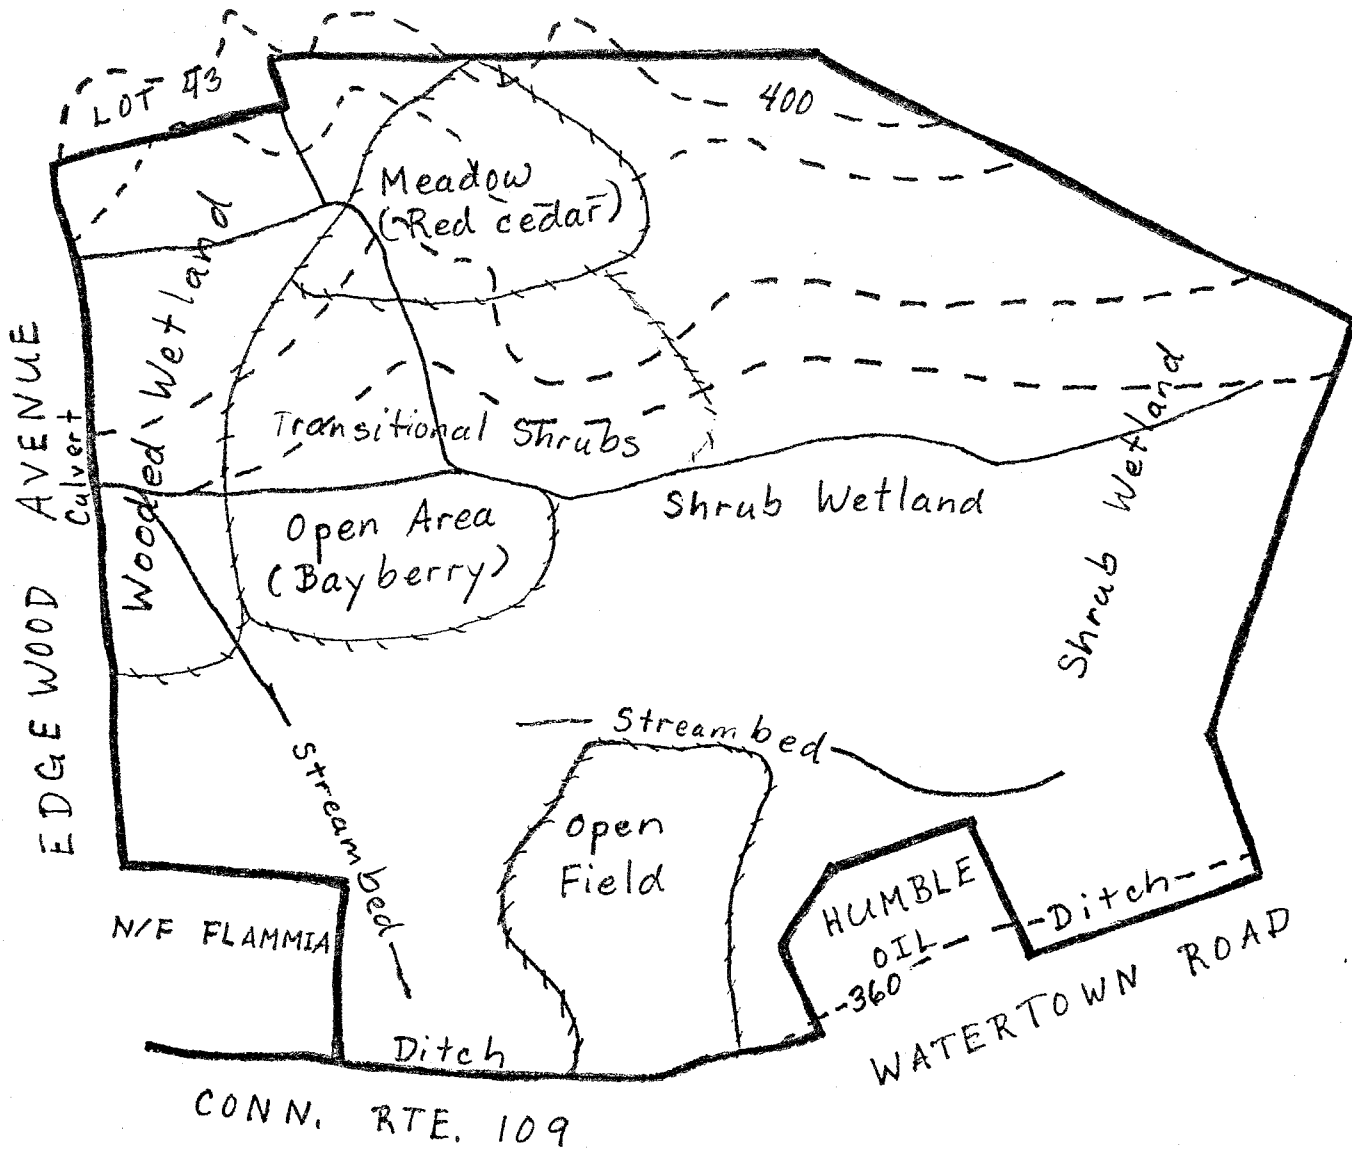 LOT 43
400
Meadow
(Red cedar)
Wooded Wetland
EDGEWOOD AVENUE
Culvert
Transitional Shrubs
Open Area
(Bayberry)
Shrub Wetland
Shrub Wetland
Streambed
Streambed
Open
Field
HUMBLE
OIL
360
Ditch
N/F FLAMMIA
Ditch
WATERTOWN ROAD
CONN. RTE. 109